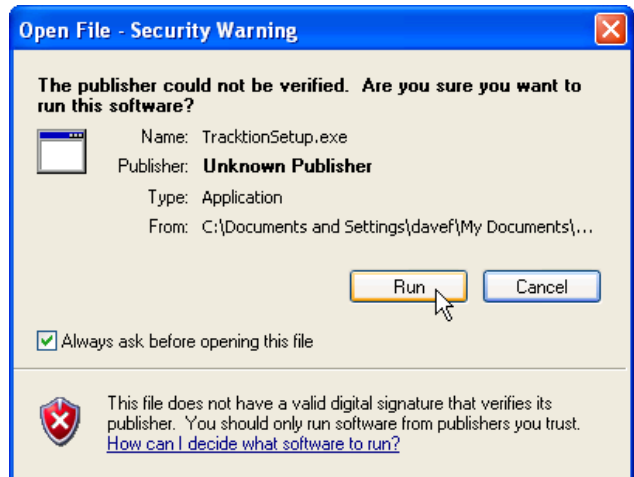 Open File - Security Warning
The publisher could not be verified.  Are you sure you want to
run this software?
Name: TracktionSetup.exe
Publisher: Unknown Publisher
Type: Application
From: C:\Documents and Settings\davef\My Documents\...
Run Cancel
Always ask before opening this file
This file does not have a valid digital signature that verifies its
publisher.  You should only run software from publishers you trust.
How can I decide what software to run?